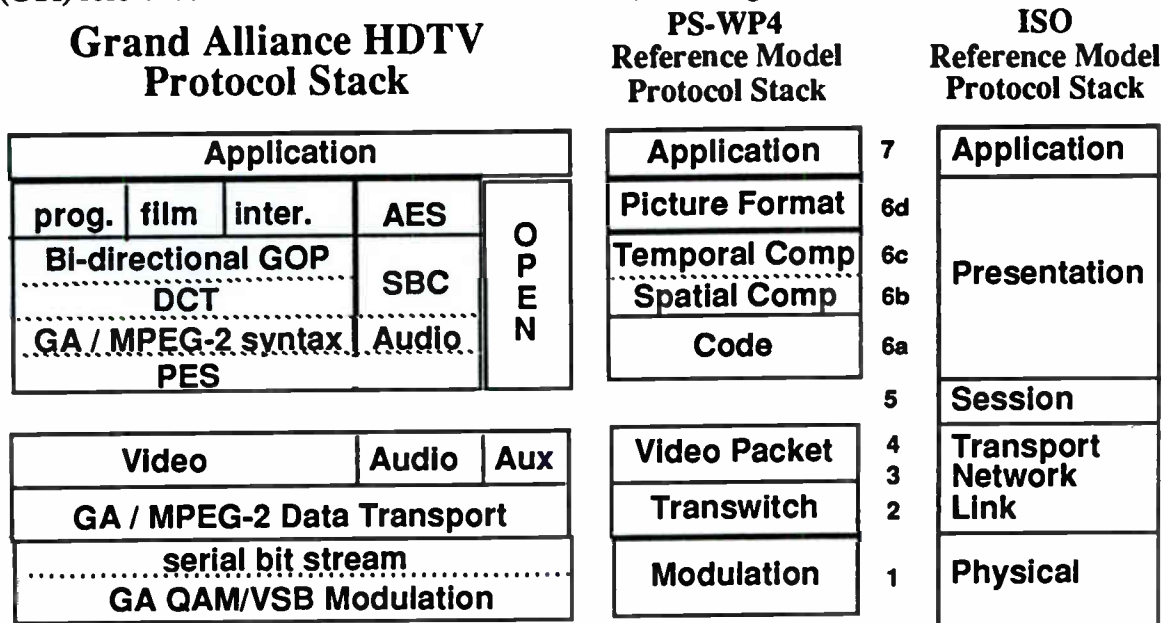 Grand Alliance HDTV
Protocol Stack
PS-WP4
Reference Model
Protocol Stack
ISO
Reference Model
Protocol Stack
Application
prog. film inter. AES
Bi-directional GOP
DCT
SBC
GA / MPEG-2 syntax Audio
PES
OPEN
Video Audio Aux
GA / MPEG-2 Data Transport
serial bit stream
GA QAM/VSB Modulation
Application
Picture Format
Temporal Comp
Spatial Comp
Code
Video Packet
Transwitch
Modulation
7
6d
6c
6b
6a
5
4
3
2
1
Application
Presentation
Session
Transport
Network
Link
Physical